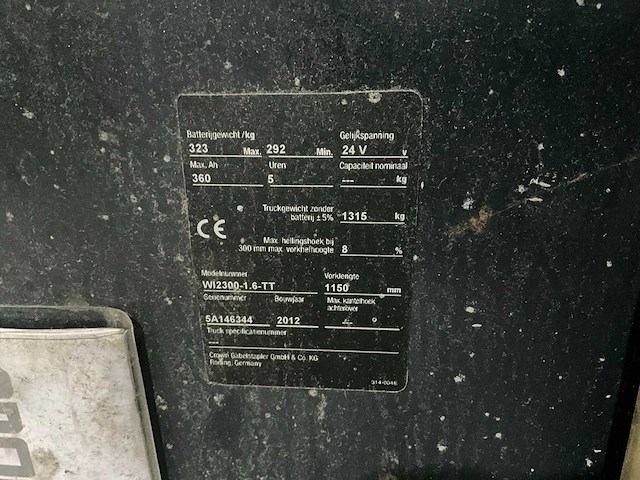 Batterijgewicht /kg Gelijkspanning
323 Max. 292 Min. 24 V v
Max. Ah Uren Capaciteit nominaal
360 5 --- kg
Truckgewicht zonder
batterij ± 5% 1315 kg
CE
Max. hellingshoek bij
300 mm max. vorkhefhoogte 8 %
Modelnummer Vorklengte
WI2300-1.6-TT 1150 mm
Serienummer Bouwjaar Max. kantelhoek
achterover
5A146344 2012 °
Truck specificatienummer
---
Crown Gabelstapler GmbH & Co. KG
Roding, Germany